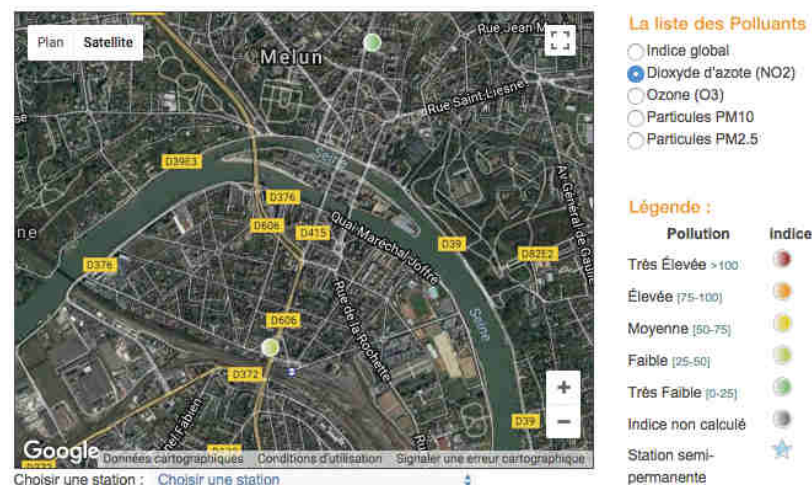 Plan Satellite
Melun
Rue Jean M
Rue Saint-Liesne
Seine
D39E3
D376
D606
D415
Quai Maréchal Joffre
D39
Av. Général de Gaulle
D82E2
ne
D376
D606
Rue de la Rochette
Seine
D372
D39
Google
Données cartographiques Conditions d'utilisation Signaler une erreur cartographique
Choisir une station : Choisir une station
La liste des Polluants
Indice global
Dioxyde d'azote (NO2)
Ozone (O3)
Particules PM10
Particules PM2.5
Légende :
Pollution indice
Très Élevée >100
Élevée [75-100]
Moyenne [50-75]
Faible [25-50]
Très Faible [0-25]
Indice non calculé
Station semi-
permanente